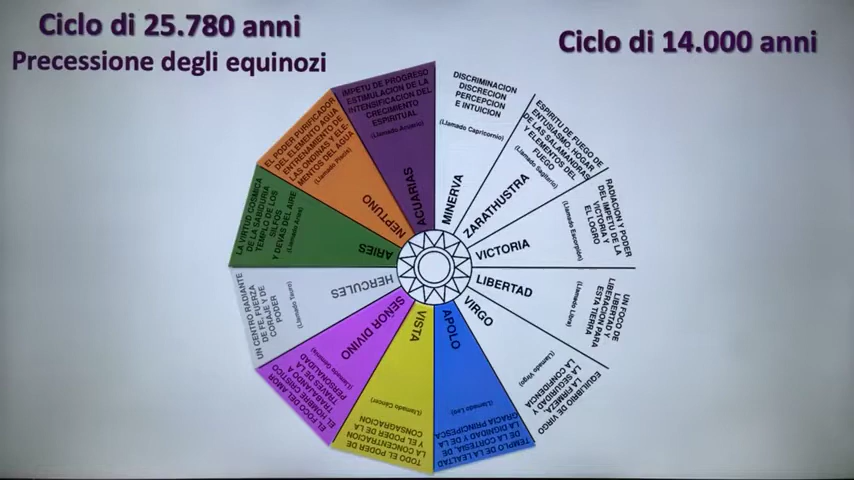 Ciclo di 25.780 anni
Precessione degli equinozi
Ciclo di 14.000 anni
IMPETU DE PROGRESO
ESTIMULACION DE LA
INTENSIFICACION DEL
CRECIMIENTO
ESPIRITUAL
(Llamado Acuario)
ACUARIAS
DISCRIMINACION
DISCRECION
PERCEPCION
E INTUICION
(Llamado Capricornio)
MINERVA
ESPIRITU DE FUEGO DE
ENTUSIASMO. HOGAR
DE LAS SALAMANDRAS
Y ELEMENTOS DEL
FUEGO
(Llamado Sagitario)
ZARATHUSTRA
RADIACION Y PODER
DEL IMPETU DE LA
VICTORIA Y
EL LOGRO
(Llamado Escorpión)
VICTORIA
UN FOCO DE
LIBERTAD Y
LIBERACION PARA
ESTA TIERRA
(Llamado Libra)
LIBERTAD
EQUILIBRIO DE VIRGO
LA FIRMEZA,
LA SEGURIDAD Y
LA CONFIDENCIA
(Llamado Virgo)
VIRGO
TEMPLO DE LA LEALTAD
DE LA CORTESIA, DE
LA DIGNIDAD Y DE LA
GRACIA PRINCIPESCA
(Llamado Leo)
APOLO
TODO EL PODER DE
LA CONCENTRACION
Y EL PODER DE LA
CONSAGRACION
(Llamado Cáncer)
VISTA
EL FOCO DEL AMOR
EL HOMBRE CRISTICO
TRABAJANDO A
TRAVES DE LA
PERSONALIDAD
(Llamado Geminis)
SEÑOR DIVINO
UN CENTRO RADIANTE
DE FE, FUERZA
CORAJE Y DE
PODER
(Llamado Tauro)
HERCULES
LA VIRTUD COSMICA
DE LA SABIDURIA
TEMPLO DE LOS
SILFOS
Y DEVAS DEL AIRE
(Llamado Aries)
ARIES
EL PODER PURIFICADOR
DEL ELEMENTO AGUA
ENTRENAMIENTO DE
LAS ONDINAS Y ELE-
MENTOS DEL AGUA
(Llamado Piscis)
NEPTUNO